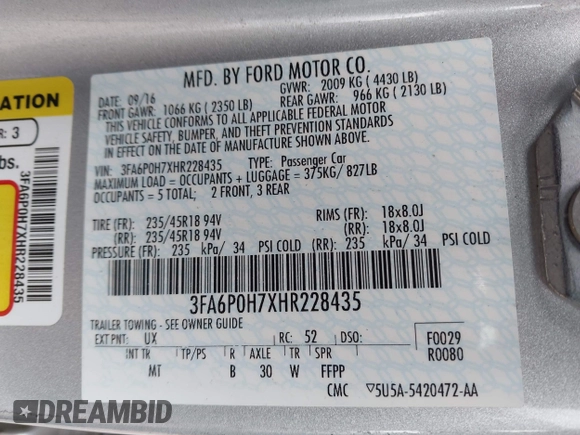 MFD. BY FORD MOTOR CO.
DATE: 09/16
GVWR: 2009 KG ( 4430 LB)
FRONT GAWR: 1066 KG ( 2350 LB)
REAR GAWR: 966 KG ( 2130 LB)
THIS VEHICLE CONFORMS TO ALL APPLICABLE FEDERAL MOTOR
VEHICLE SAFETY, BUMPER, AND THEFT PREVENTION STANDARDS
IN EFFECT ON THE DATE OF MANUFACTURE SHOWN ABOVE.
VIN: 3FA6P0H7XHR228435 TYPE: Passenger Car
MAXIMUM LOAD = OCCUPANTS + LUGGAGE = 375KG/ 827LB
OCCUPANTS = 5 TOTAL: 2 FRONT, 3 REAR
TIRE (FR): 235/45R18 94V RIMS (FR): 18x8.0J
(RR): 235/45R18 94V (RR): 18x8.0J
PRESSURE (FR): 235 kPa/ 34 PSI COLD (RR): 235 kPa/ 34 PSI COLD
3FA6P0H7XHR228435
TRAILER TOWING - SEE OWNER GUIDE
EXT PNT: UX RC: 52 DSO:
F0029
R0080
INT TR TP/PS R AXLE TR SPR
MT B 30 W FFPP
CMC ▽5U5A-5420472-AA
ATION
R: 3
bs.
3FA6P0H7XHR228435
DREAMBID